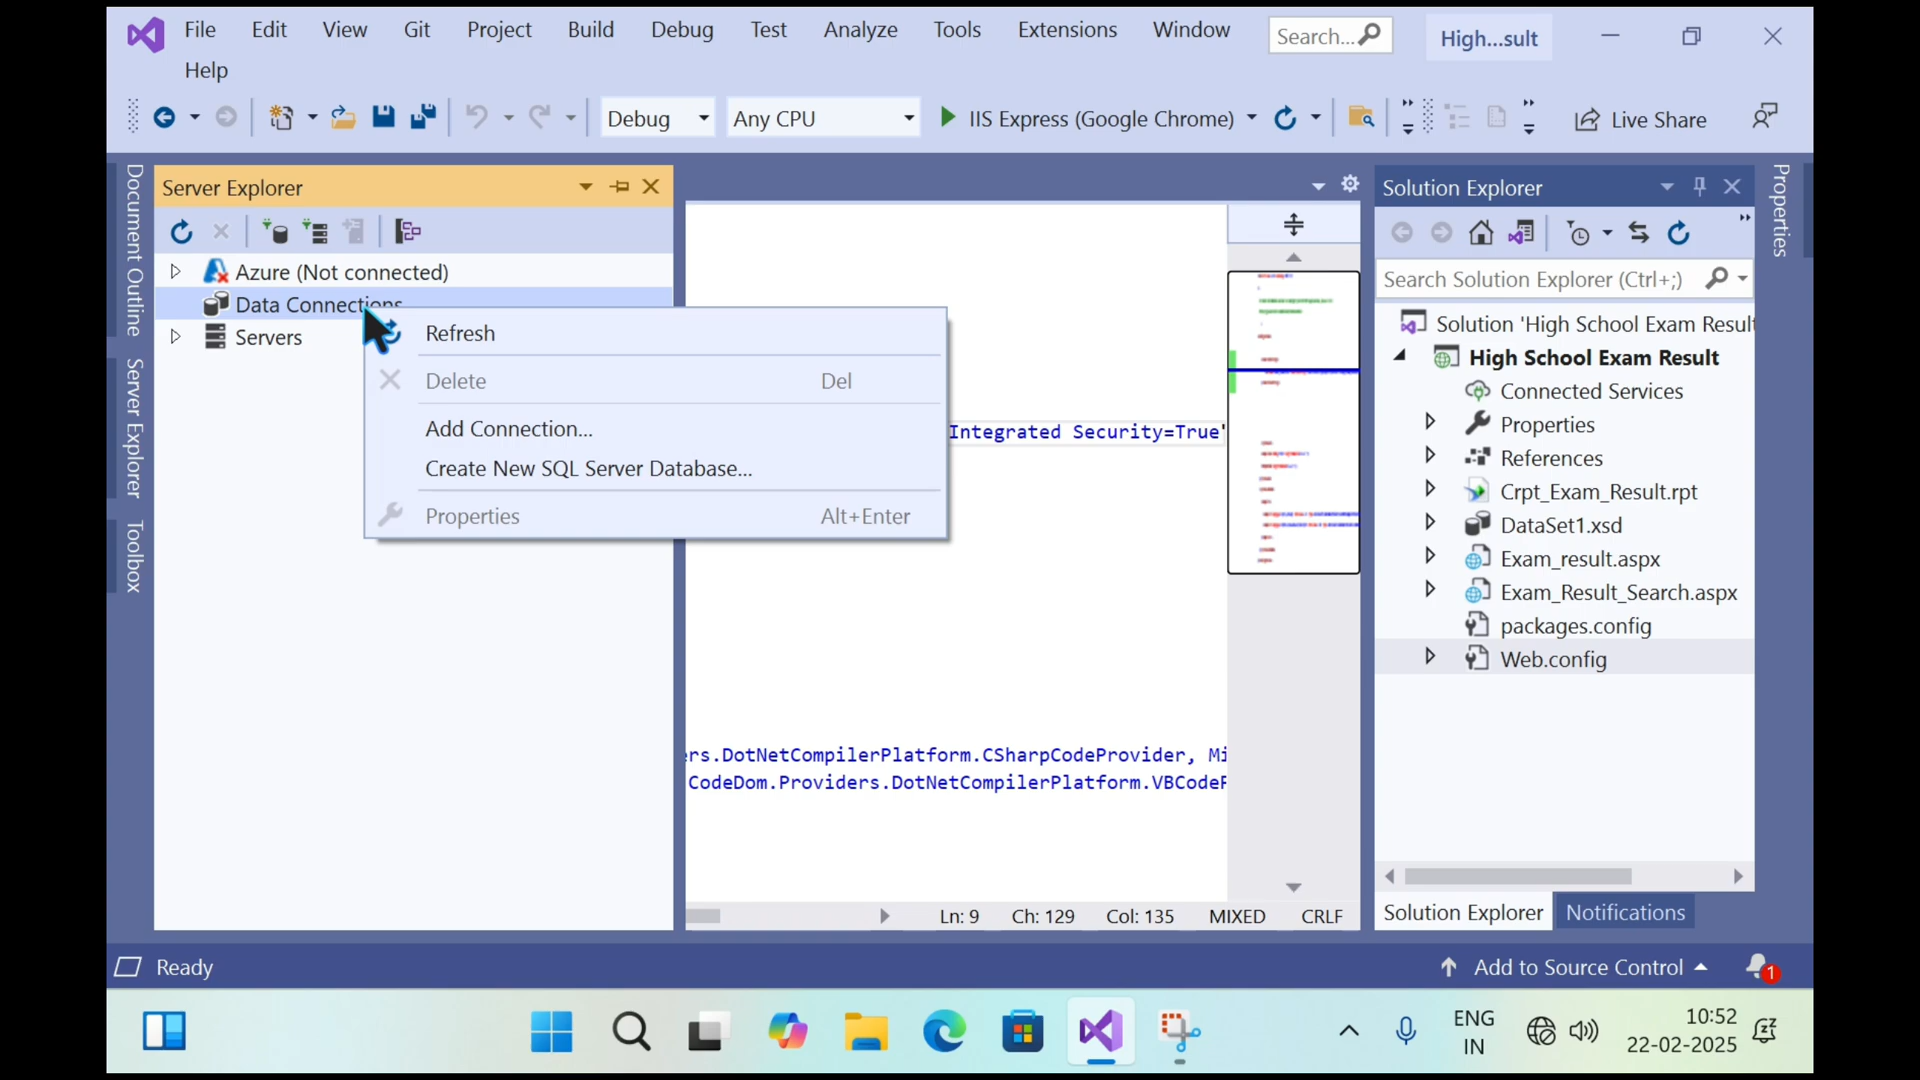 File Edit View Git Project Build Debug Test Analyze Tools Extensions Window Search... High...sult
Help
Debug Any CPU IIS Express (Google Chrome) Live Share
Document Outline
Server Explorer
Toolbox
Server Explorer
Azure (Not connected)
Data Connections
Servers
Refresh
Delete Del
Add Connection...
Create New SQL Server Database...
Properties Alt+Enter
Integrated Security=True"
rs.DotNetCompilerPlatform.CSharpCodeProvider, Mi
CodeDom.Providers.DotNetCompilerPlatform.VBCodeP
Ln: 9 Ch: 129 Col: 135 MIXED CRLF
Solution Explorer
Search Solution Explorer (Ctrl+;)
Solution 'High School Exam Result
High School Exam Result
Connected Services
Properties
References
Crpt_Exam_Result.rpt
DataSet1.xsd
Exam_result.aspx
Exam_Result_Search.aspx
packages.config
Web.config
Solution Explorer Notifications
Properties
Ready Add to Source Control 1
ENG
IN
10:52
22-02-2025